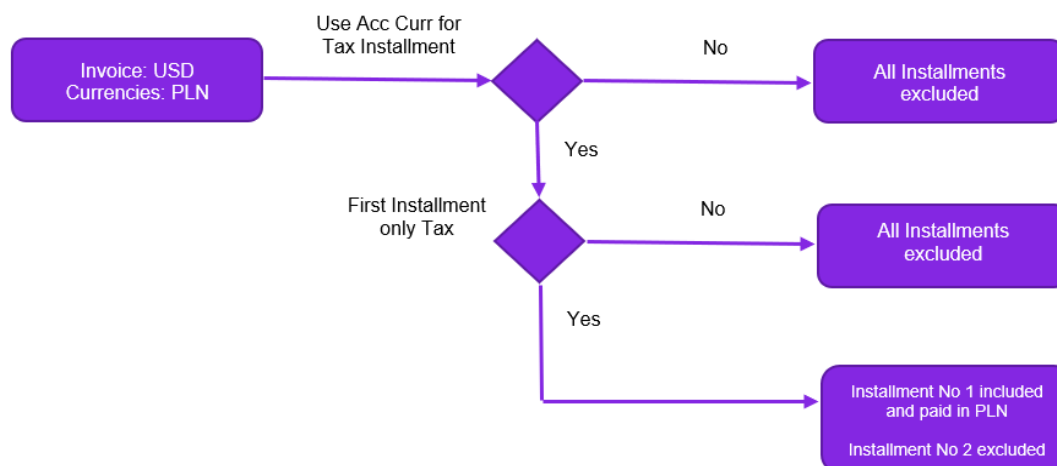 Use Acc Curr for
Tax Installment
No
Invoice: USD
Currencies: PLN
All Installments
excluded
Yes
First Installment
only Tax
No
All Installments
excluded
Yes
Installment No 1 included
and paid in PLN
Installment No 2 excluded